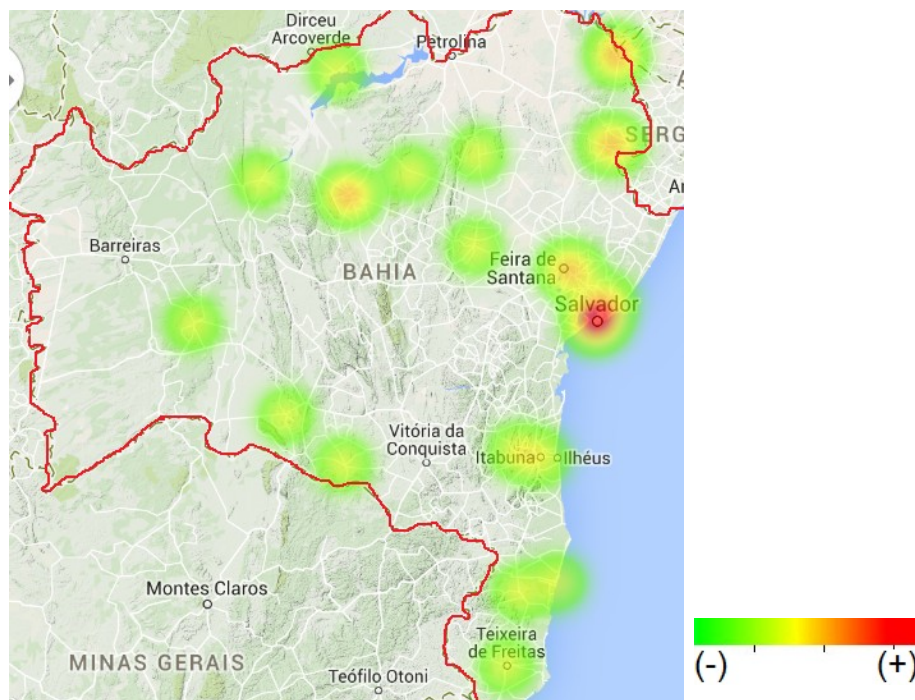 Dirceu
Arcoverde
Petrolina
A
SERG
Ar
Barreiras
BAHIA
Feira de
Santana
Salvador
Vitória da
Conquista
Itabuna
Ilhéus
Montes Claros
Teixeira
de Freitas
MINAS GERAIS
Teófilo Otoni
(-)
(+)